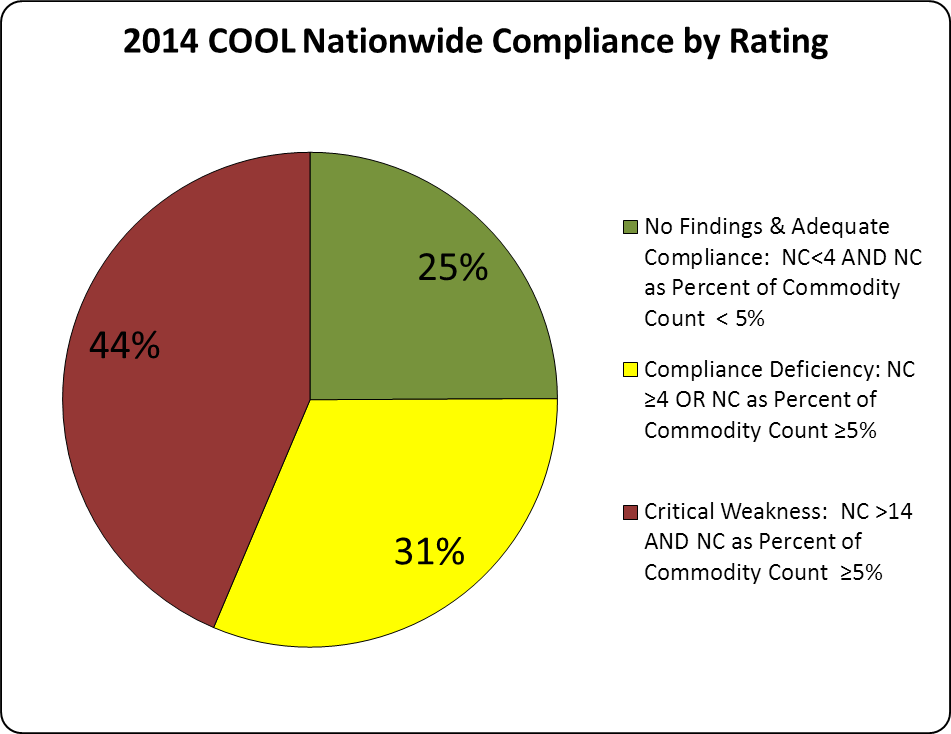 2014 COOL Nationwide Compliance by Rating
25%
44%
31%
No Findings & Adequate
Compliance:  NC<4 AND NC
as Percent of Commodity
Count  < 5%
Compliance Deficiency: NC
≥4 OR NC as Percent of
Commodity Count ≥5%
Critical Weakness:  NC >14
AND NC as Percent of
Commodity Count  ≥5%